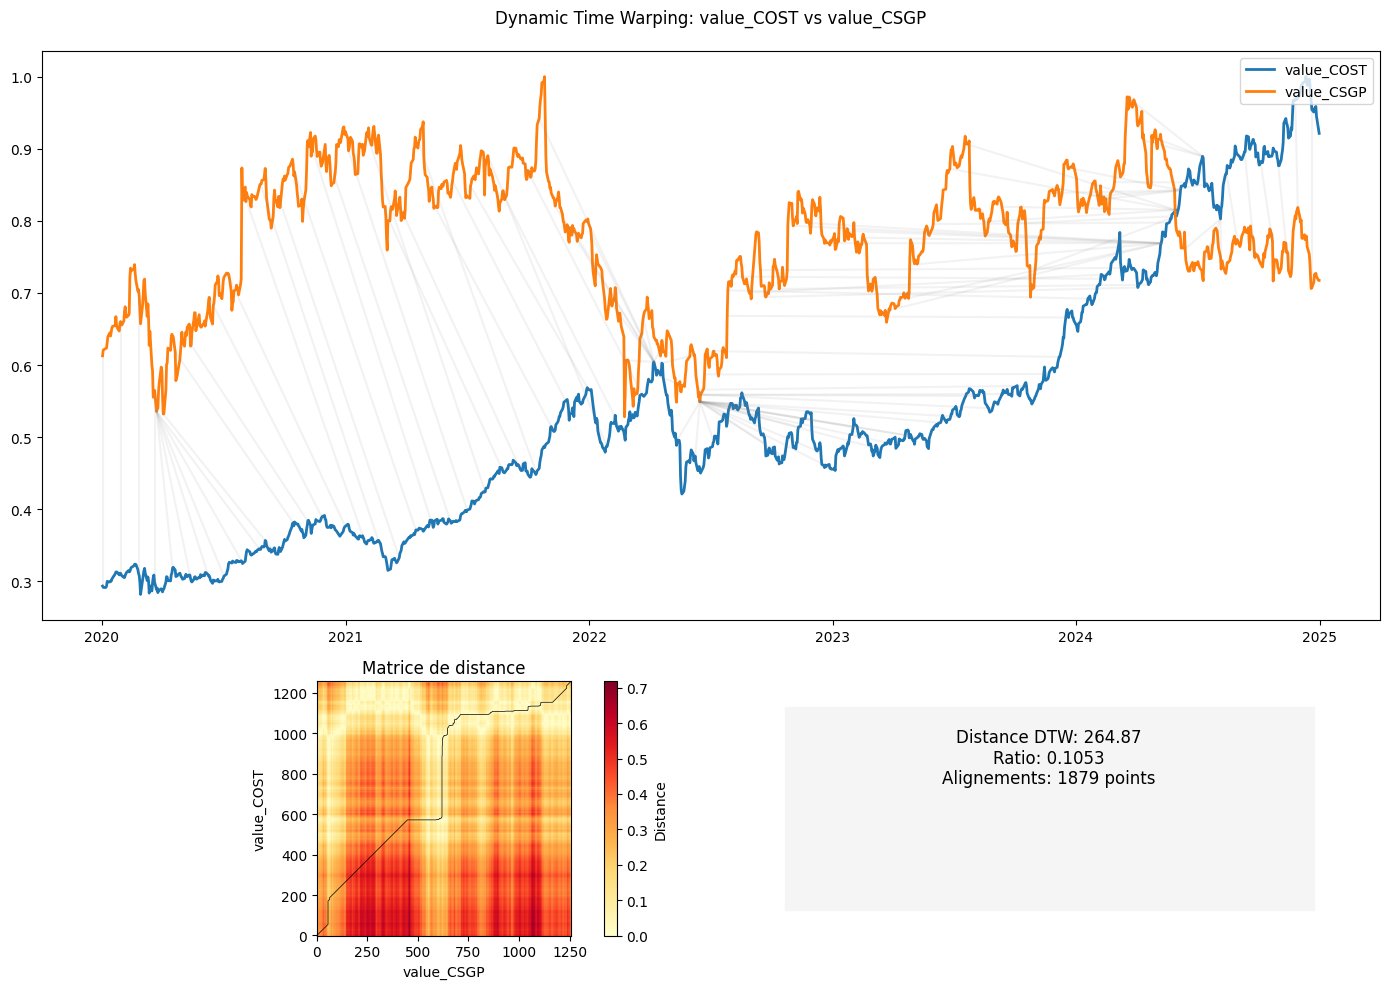 Dynamic Time Warping: value_COST vs value_CSGP
1.0
0.9
0.8
0.7
0.6
0.5
0.4
0.3
value_COST
value_CSGP
2020 2021 2022 2023 2024 2025
Matrice de distance
1200
1000
800
600
400
200
0
value_COST
0 250 500 750 1000 1250
value_CSGP
0.7
0.6
0.5
0.4
0.3
0.2
0.1
0.0
Distance
Distance DTW: 264.87
Ratio: 0.1053
Alignements: 1879 points